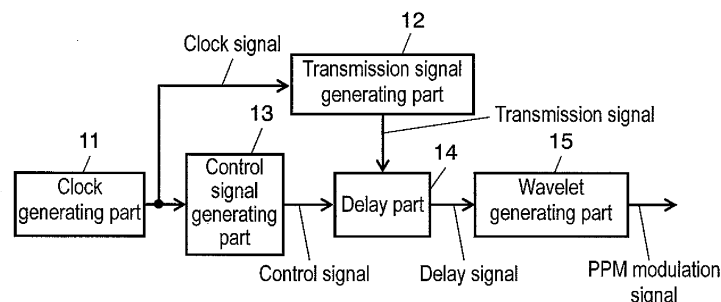 12
Clock signal
Transmission signal
generating part
11
13
Transmission signal
14
15
Clock
generating part
Control
signal
generating
part
Delay part
Wavelet
generating part
Control signal
Delay signal
PPM modulation
signal